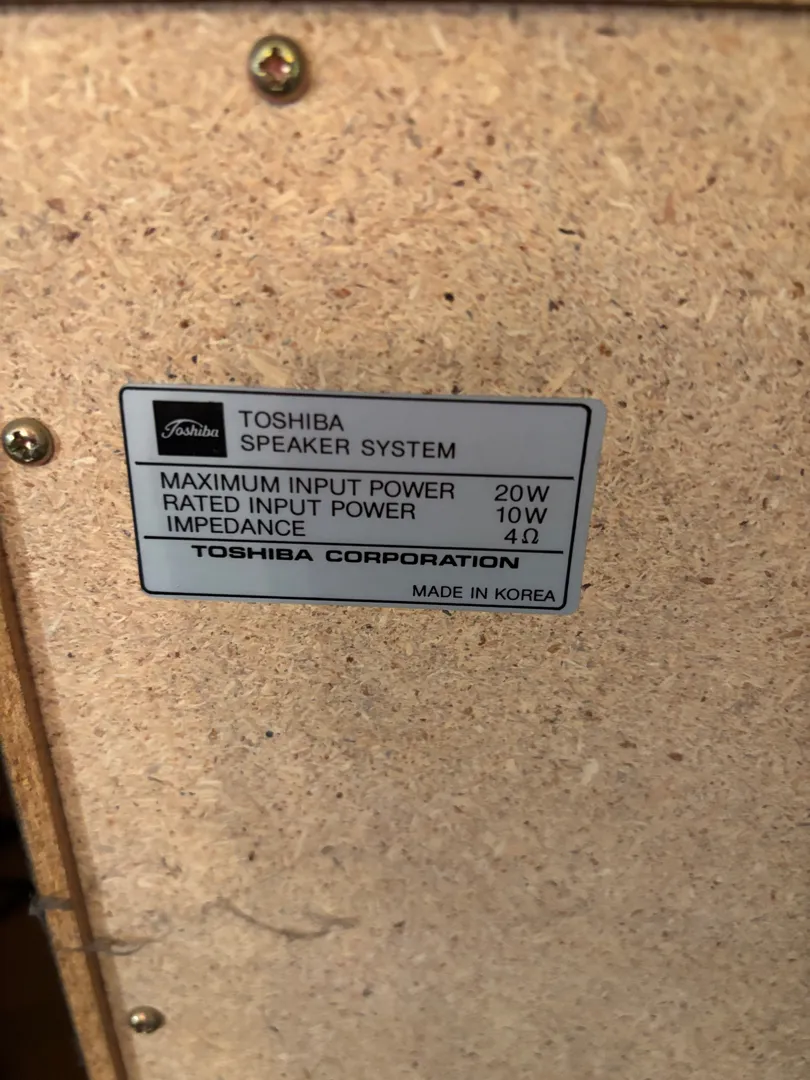 Toshiba
TOSHIBA
SPEAKER SYSTEM
MAXIMUM INPUT POWER 20W
RATED INPUT POWER 10W
IMPEDANCE 4Ω
TOSHIBA CORPORATION
MADE IN KOREA